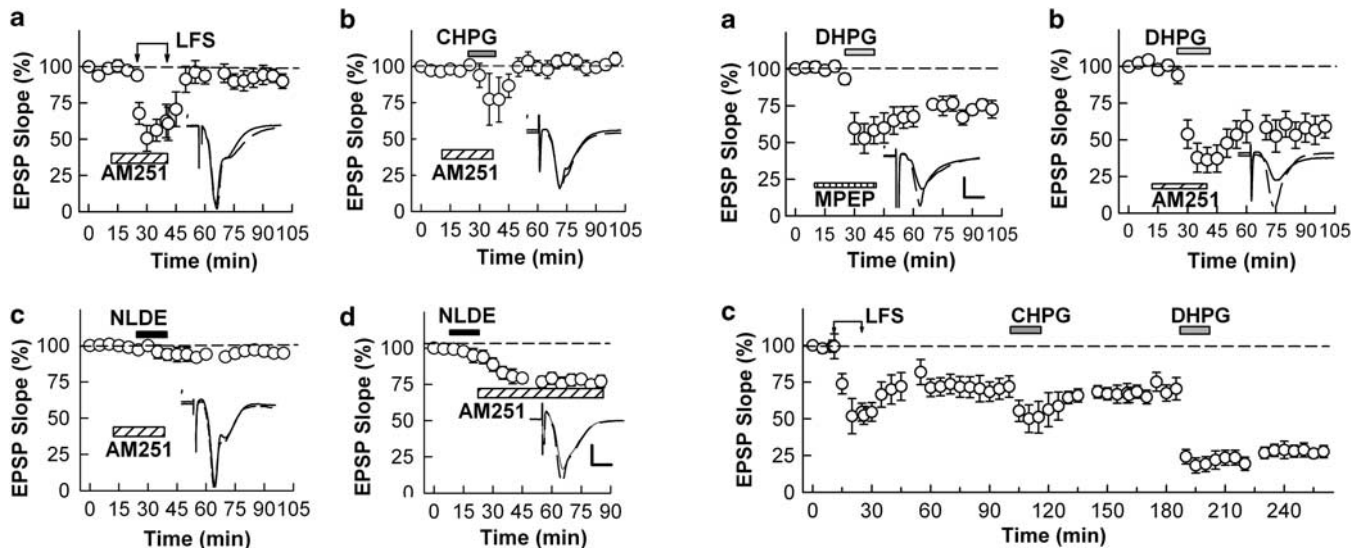 a
LFS
EPSP Slope (%)
100
75
50
25
0
AM251
0 15 30 45 60 75 90 105
Time (min)
b
CHPG
EPSP Slope (%)
100
75
50
25
0
AM251
0 15 30 45 60 75 90 105
Time (min)
c
NLDE
EPSP Slope (%)
100
75
50
25
0
AM251
0 15 30 45 60 75 90 105
Time (min)
d
NLDE
EPSP Slope (%)
100
75
50
25
0
AM251
0 15 30 45 60 75 90
Time (min)
a
DHPG
EPSP Slope (%)
100
75
50
25
0
MPEP
0 15 30 45 60 75 90 105
Time (min)
b
DHPG
EPSP Slope (%)
100
75
50
25
0
AM251
0 15 30 45 60 75 90 105
Time (min)
c
LFS
CHPG
DHPG
EPSP Slope (%)
100
75
50
25
0
0 30 60 90 120 150 180 210 240
Time (min)